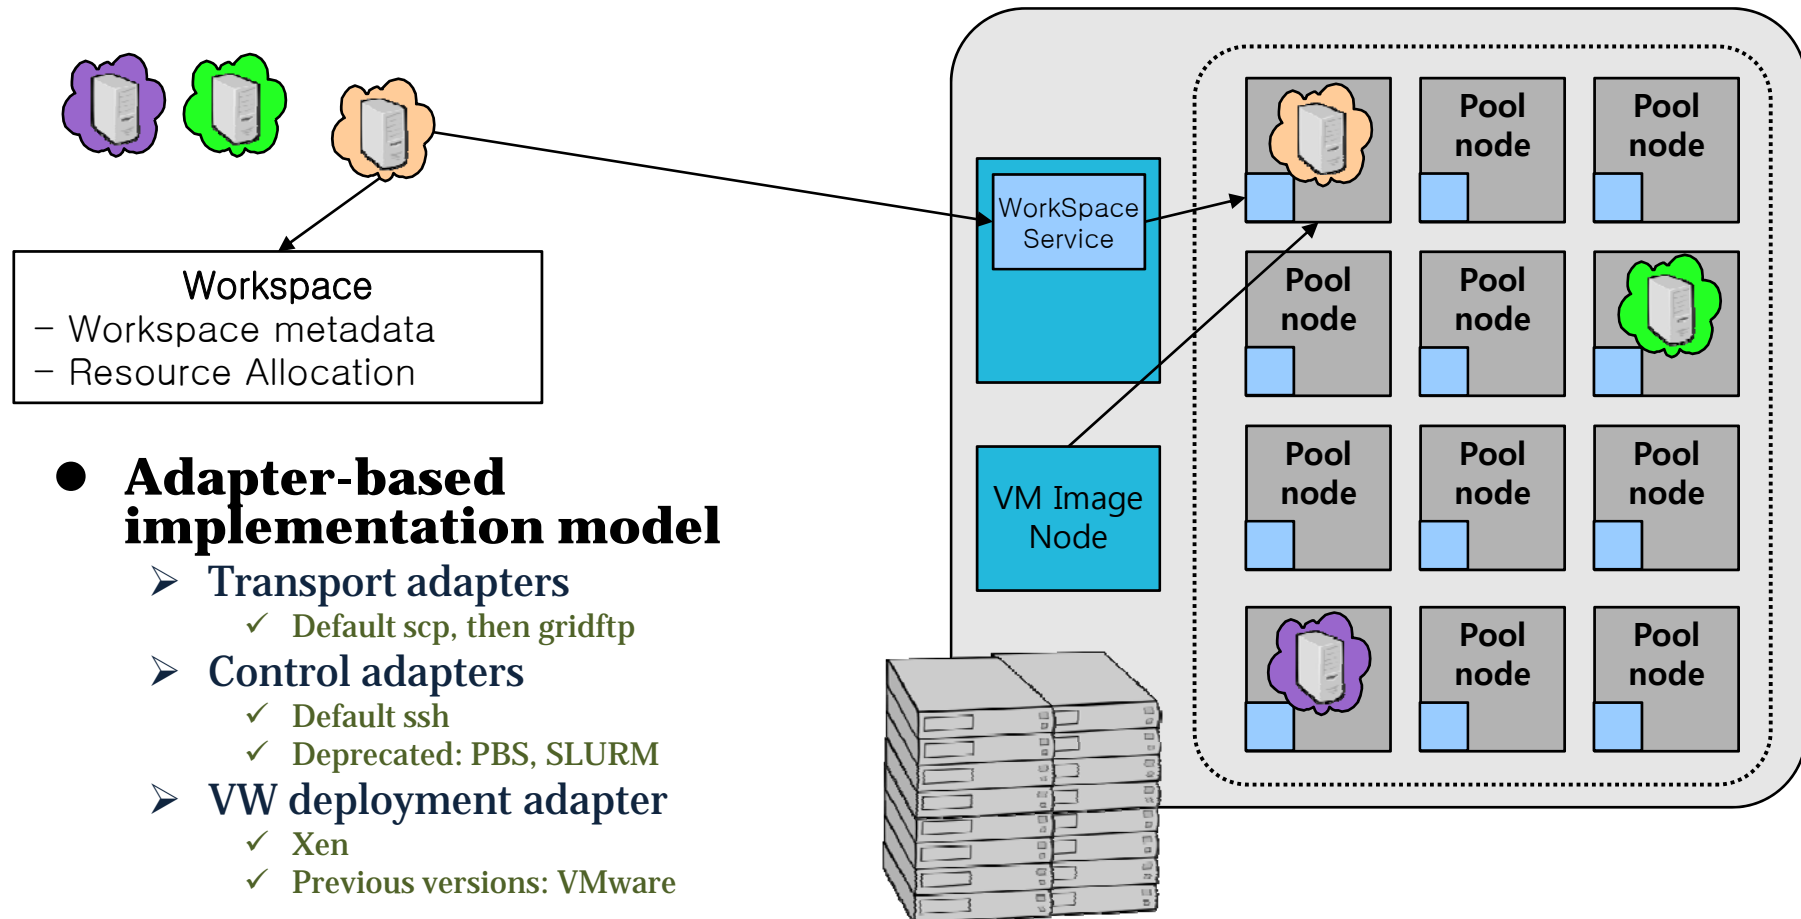 Workspace
- Workspace metadata
- Resource Allocation
● Adapter-based
implementation model
➢ Transport adapters
✓ Default scp, then gridftp
➢ Control adapters
✓ Default ssh
✓ Deprecated: PBS, SLURM
➢ VW deployment adapter
✓ Xen
✓ Previous versions: VMware
WorkSpace
Service
VM Image
Node
Pool
node
Pool
node
Pool
node
Pool
node
Pool
node
Pool
node
Pool
node
Pool
node
Pool
node